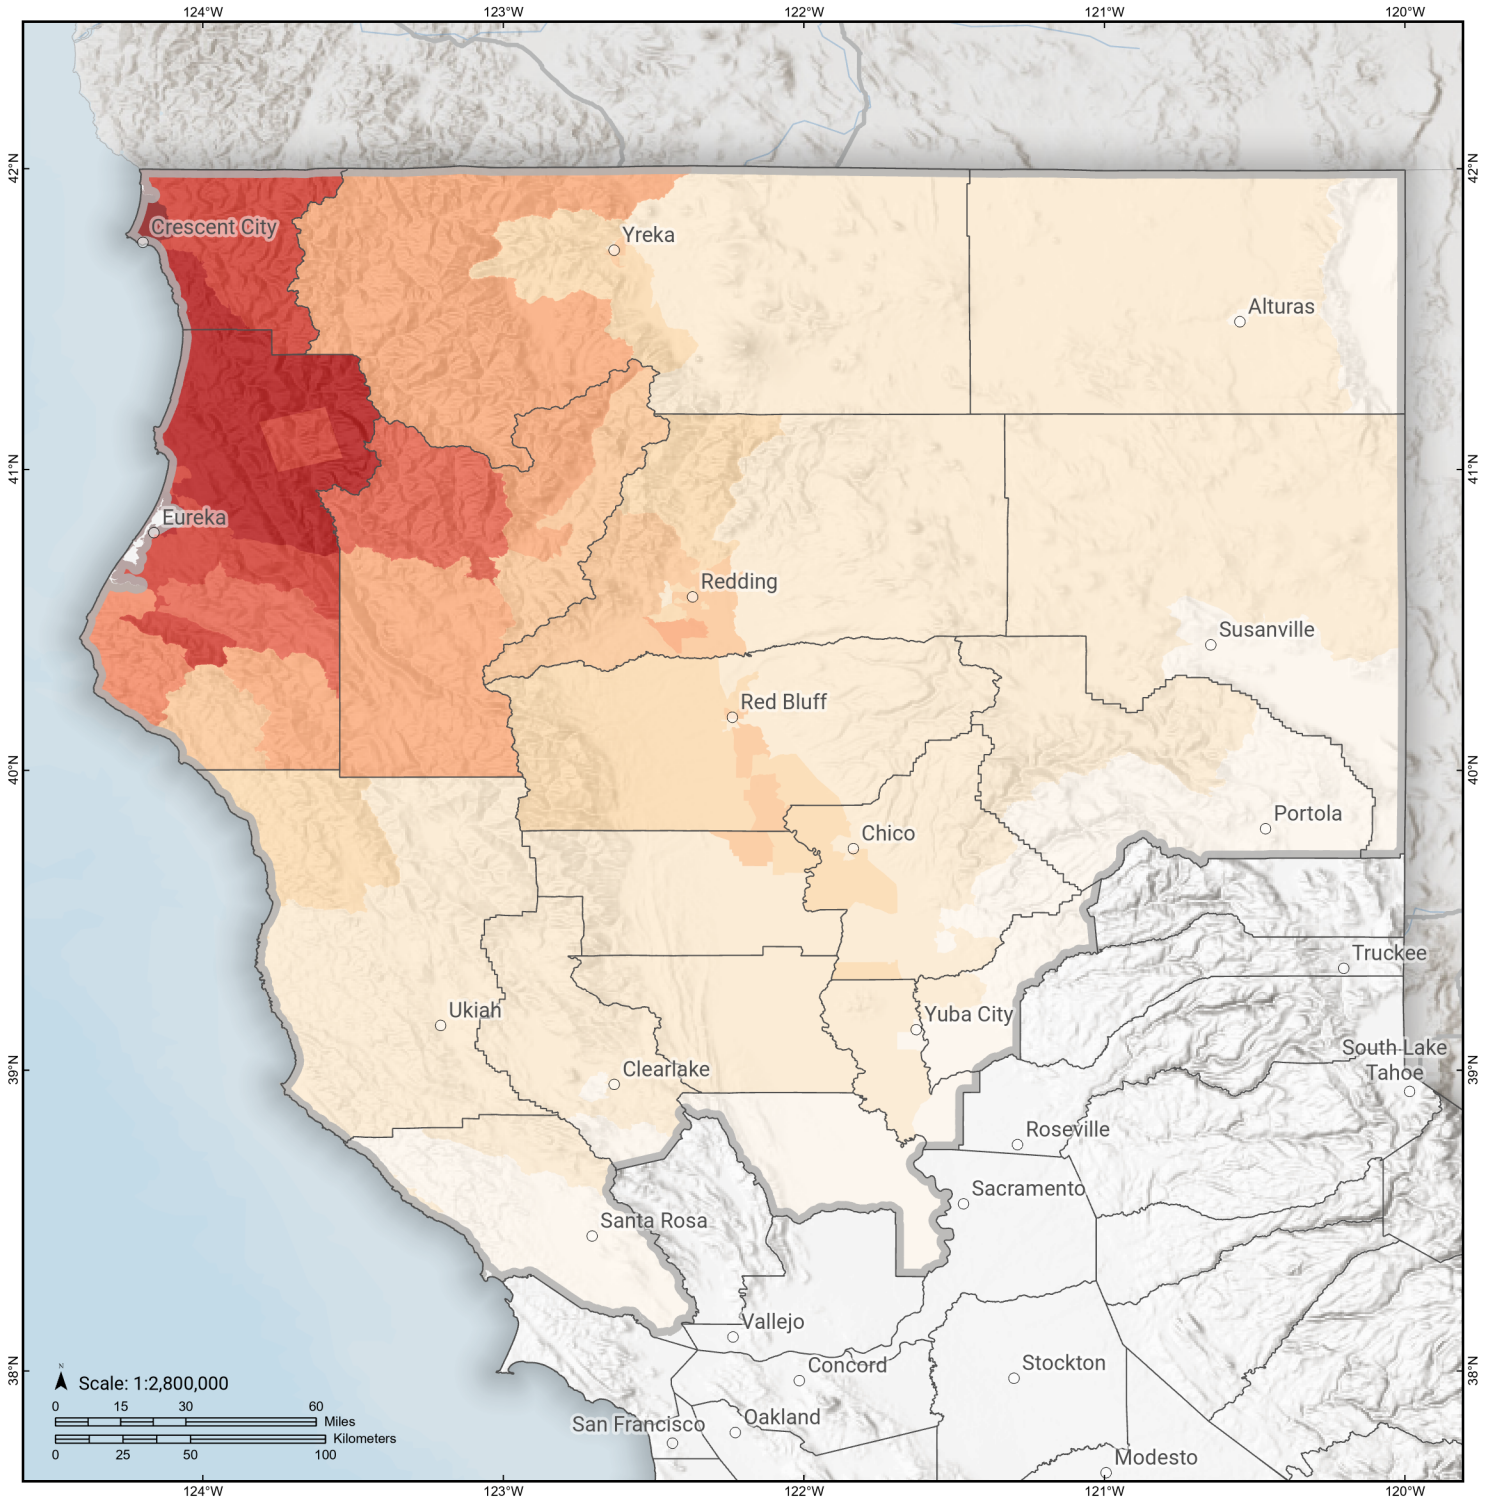 124°W 123°W 122°W 121°W 120°W
42°N 42°N
Crescent City
Yreka
Alturas
41°N 41°N
Eureka
Redding
Susanville
Red Bluff
40°N 40°N
Portola
Chico
Truckee
Ukiah
Yuba City
South Lake
Tahoe
39°N 39°N
Clearlake
Roseville
Sacramento
Santa Rosa
Vallejo
Concord
Stockton
38°N 38°N
N
Scale: 1:2,800,000
0 15 30 60
Miles
Kilometers
0 25 50 100
San Francisco
Oakland
Modesto
124°W 123°W 122°W 121°W 120°W